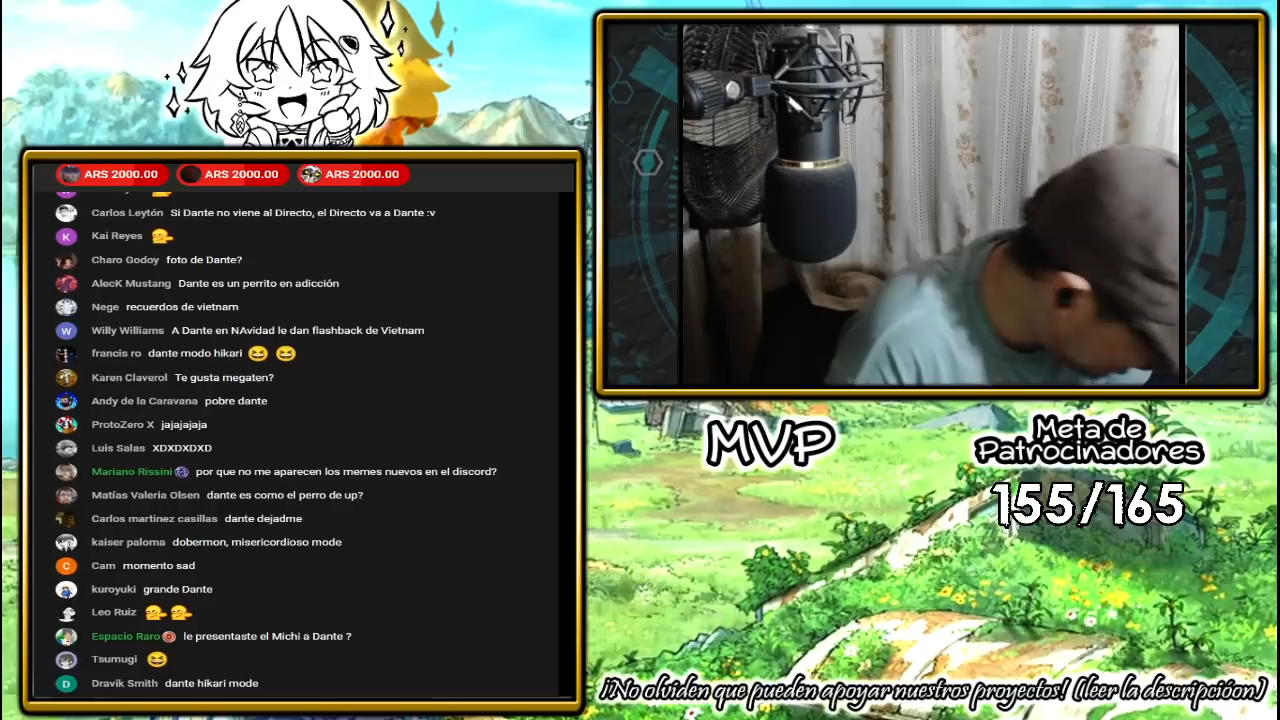 ARS 2000.00 ARS 2000.00 ARS 2000.00
Carlos Leytón Si Dante no viene al Directo, el Directo va a Dante :v
K Kai Reyes
Charo Godoy foto de Dante?
AlecK Mustang Dante es un perrito en adicción
Nege recuerdos de vietnam
W Willy Williams A Dante en NAvidad le dan flashback de Vietnam
francis ro dante modo hikari
Karen Claverol Te gusta megaten?
Andy de la Caravana pobre dante
ProtoZero X jajajajaja
Luis Salas XDXDXDXD
Mariano Rissini por que no me aparecen los memes nuevos en el discord?
Matías Valeria Olsen dante es como el perro de up?
Carlos martinez casillas dante dejadme
kaiser paloma dobermon, misericordioso mode
C Cam momento sad
kuroyuki grande Dante
Leo Ruiz
Espacio Raro le presentaste el Michi a Dante ?
Tsumugi
D Dravik Smith dante hikari mode
MVP
Meta de
Patrocinadores
155/165
¡¡No olviden que pueden apoyar nuestros proyectos! (leer la descripcióon)